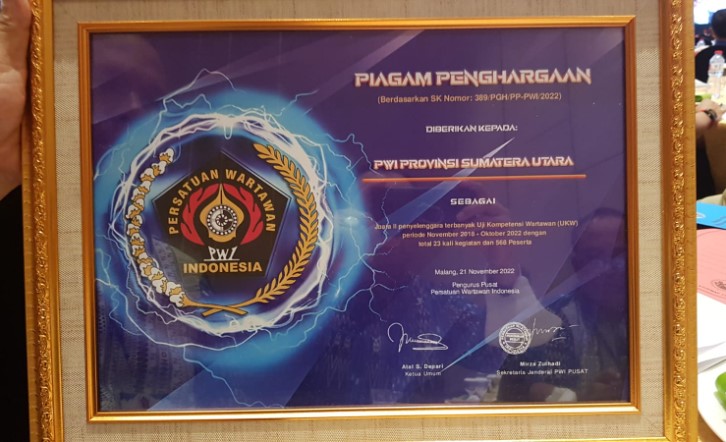 PIAGAM PENGHARGAAN
(Berdasarkan SK Nomor: 389/PGH/PP-PWI/2022)
DIBERIKAN KEPADA:
PWI PROVINSI SUMATERA UTARA
SEBAGAI
Juara II penyelenggara terbanyak Uji Kompetensi Wartawan (UKW)
periode November 2018 - Oktober 2022 dengan
total 23 kali kegiatan dan 568 Peserta
Malang, 21 November 2022
Pengurus Pusat
Persatuan Wartawan Indonesia
Atal S. Depari
Ketua Umum
Mirza Zulhadi
Sekretaris Jenderal PWI PUSAT
PERSATUAN WARTAWAN
PWI
INDONESIA